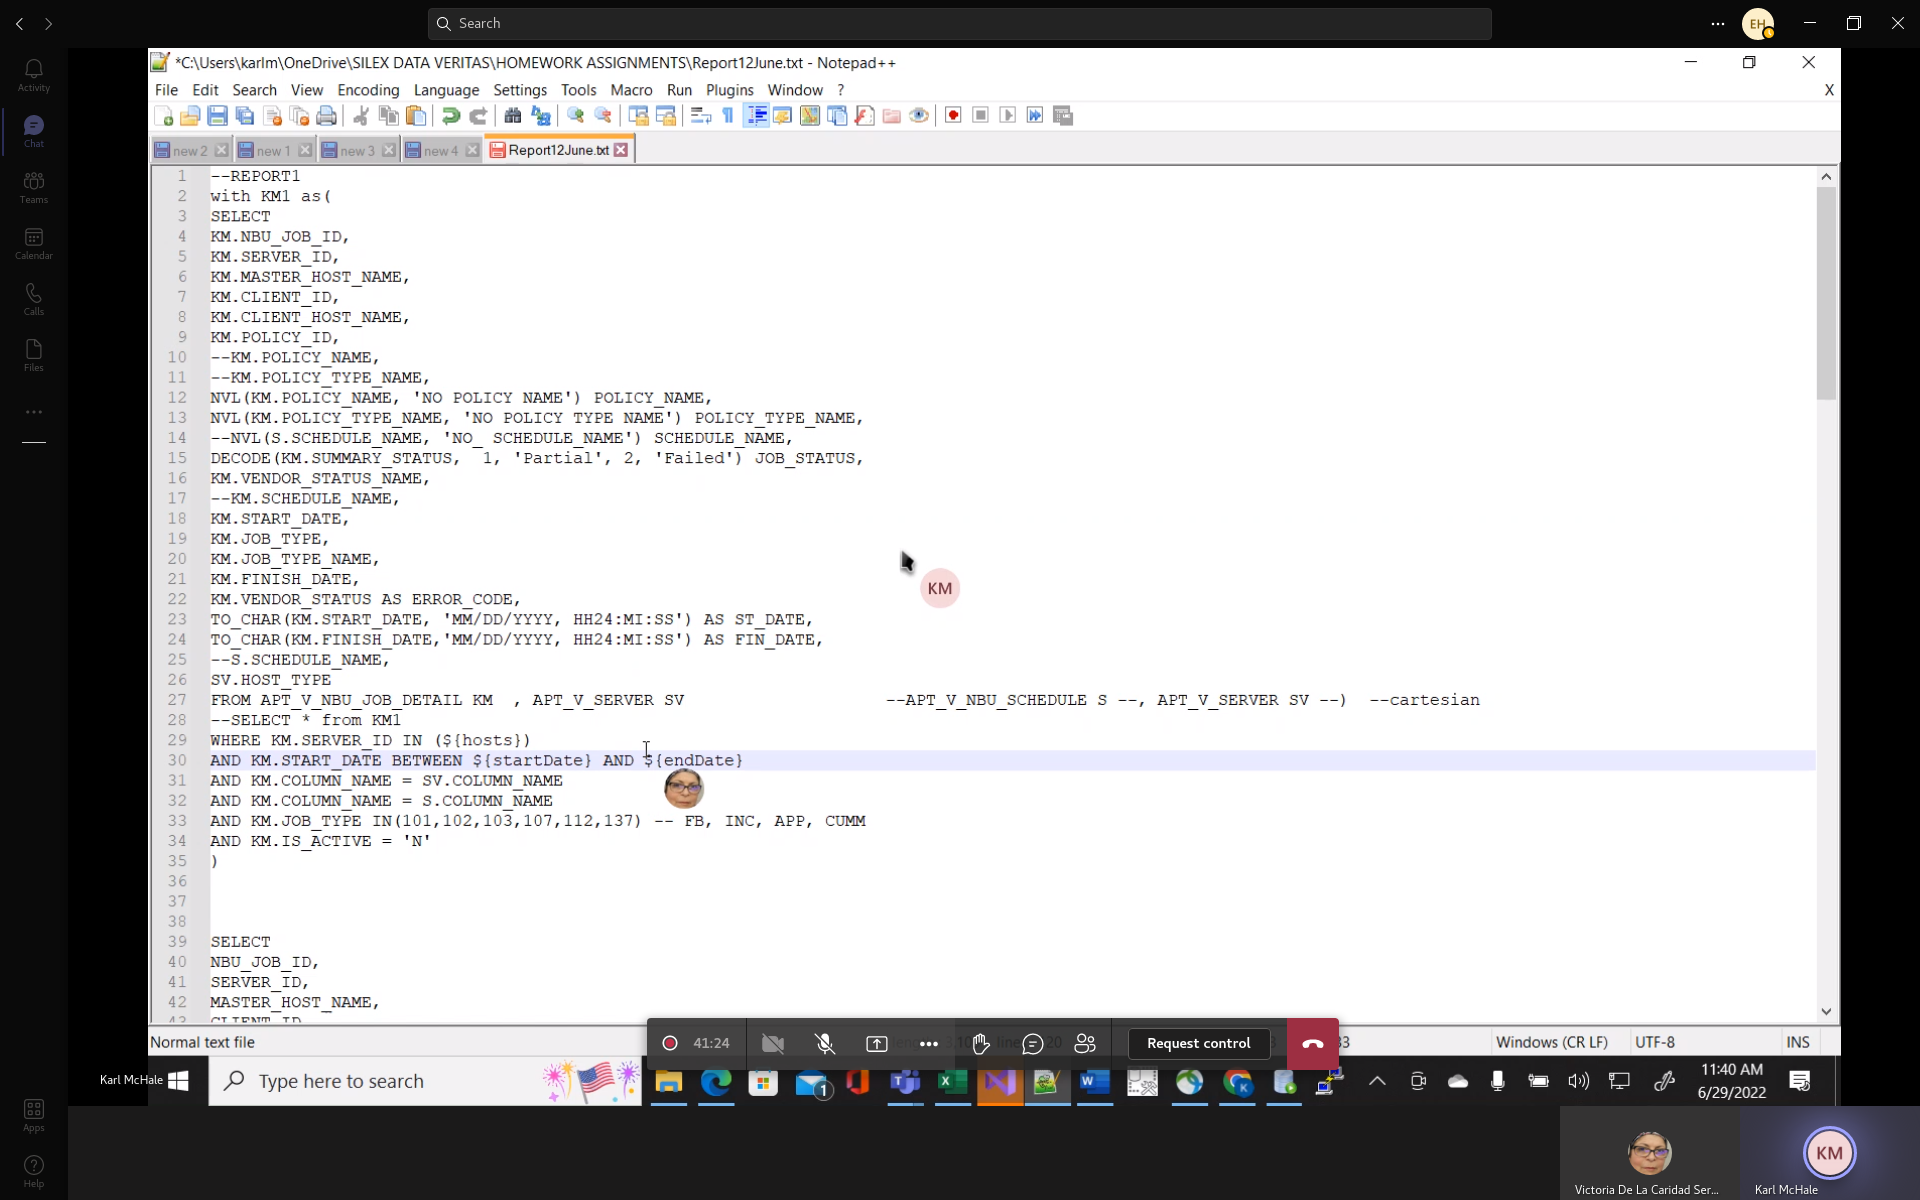 Search
EH
*C:\Users\karlm\OneDrive\SILEX DATA VERITAS\HOMEWORK ASSIGNMENTS\Report12June.txt - Notepad++
File Edit Search View Encoding Language Settings Tools Macro Run Plugins Window ? X
new 2 new 1 new 3 new 4 Report12June.txt
Activity
Chat
Teams
Calendar
Calls
Files
1 --REPORT1
2 with KM1 as(
3 SELECT
4 KM.NBU_JOB_ID,
5 KM.SERVER_ID,
6 KM.MASTER_HOST_NAME,
7 KM.CLIENT_ID,
8 KM.CLIENT_HOST_NAME,
9 KM.POLICY_ID,
10 --KM.POLICY_NAME,
11 --KM.POLICY_TYPE_NAME,
12 NVL(KM.POLICY_NAME, 'NO POLICY NAME') POLICY_NAME,
13 NVL(KM.POLICY_TYPE_NAME, 'NO POLICY TYPE NAME') POLICY_TYPE_NAME,
14 --NVL(S.SCHEDULE_NAME, 'NO_ SCHEDULE_NAME') SCHEDULE_NAME,
15 DECODE(KM.SUMMARY_STATUS,  1, 'Partial', 2, 'Failed') JOB_STATUS,
16 KM.VENDOR_STATUS_NAME,
17 --KM.SCHEDULE_NAME,
18 KM.START_DATE,
19 KM.JOB_TYPE,
20 KM.JOB_TYPE_NAME,
21 KM.FINISH_DATE,
22 KM.VENDOR_STATUS AS ERROR_CODE,
23 TO_CHAR(KM.START_DATE, 'MM/DD/YYYY, HH24:MI:SS') AS ST_DATE,
24 TO_CHAR(KM.FINISH_DATE,'MM/DD/YYYY, HH24:MI:SS') AS FIN_DATE,
25 --S.SCHEDULE_NAME,
26 SV.HOST_TYPE
27 FROM APT_V_NBU_JOB_DETAIL KM  , APT_V_SERVER SV --APT_V_NBU_SCHEDULE S --, APT_V_SERVER SV --)  --cartesian
28 --SELECT * from KM1
29 WHERE KM.SERVER_ID IN (${hosts})
30 AND KM.START_DATE BETWEEN ${startDate} AND ${endDate}
31 AND KM.COLUMN_NAME = SV.COLUMN_NAME
32 AND KM.COLUMN_NAME = S.COLUMN_NAME
33 AND KM.JOB_TYPE IN(101,102,103,107,112,137) -- FB, INC, APP, CUMM
34 AND KM.IS_ACTIVE = 'N'
35 )
36
37
38
39 SELECT
40 NBU_JOB_ID,
41 SERVER_ID,
42 MASTER_HOST_NAME,
43 CLIENT_ID
KM
Normal text file
41:24
Request control
Windows (CR LF) UTF-8 INS
Karl McHale
Type here to search
1
11:40 AM
6/29/2022
Apps
Help
KM
Victoria De La Caridad Ser...
Karl McHale